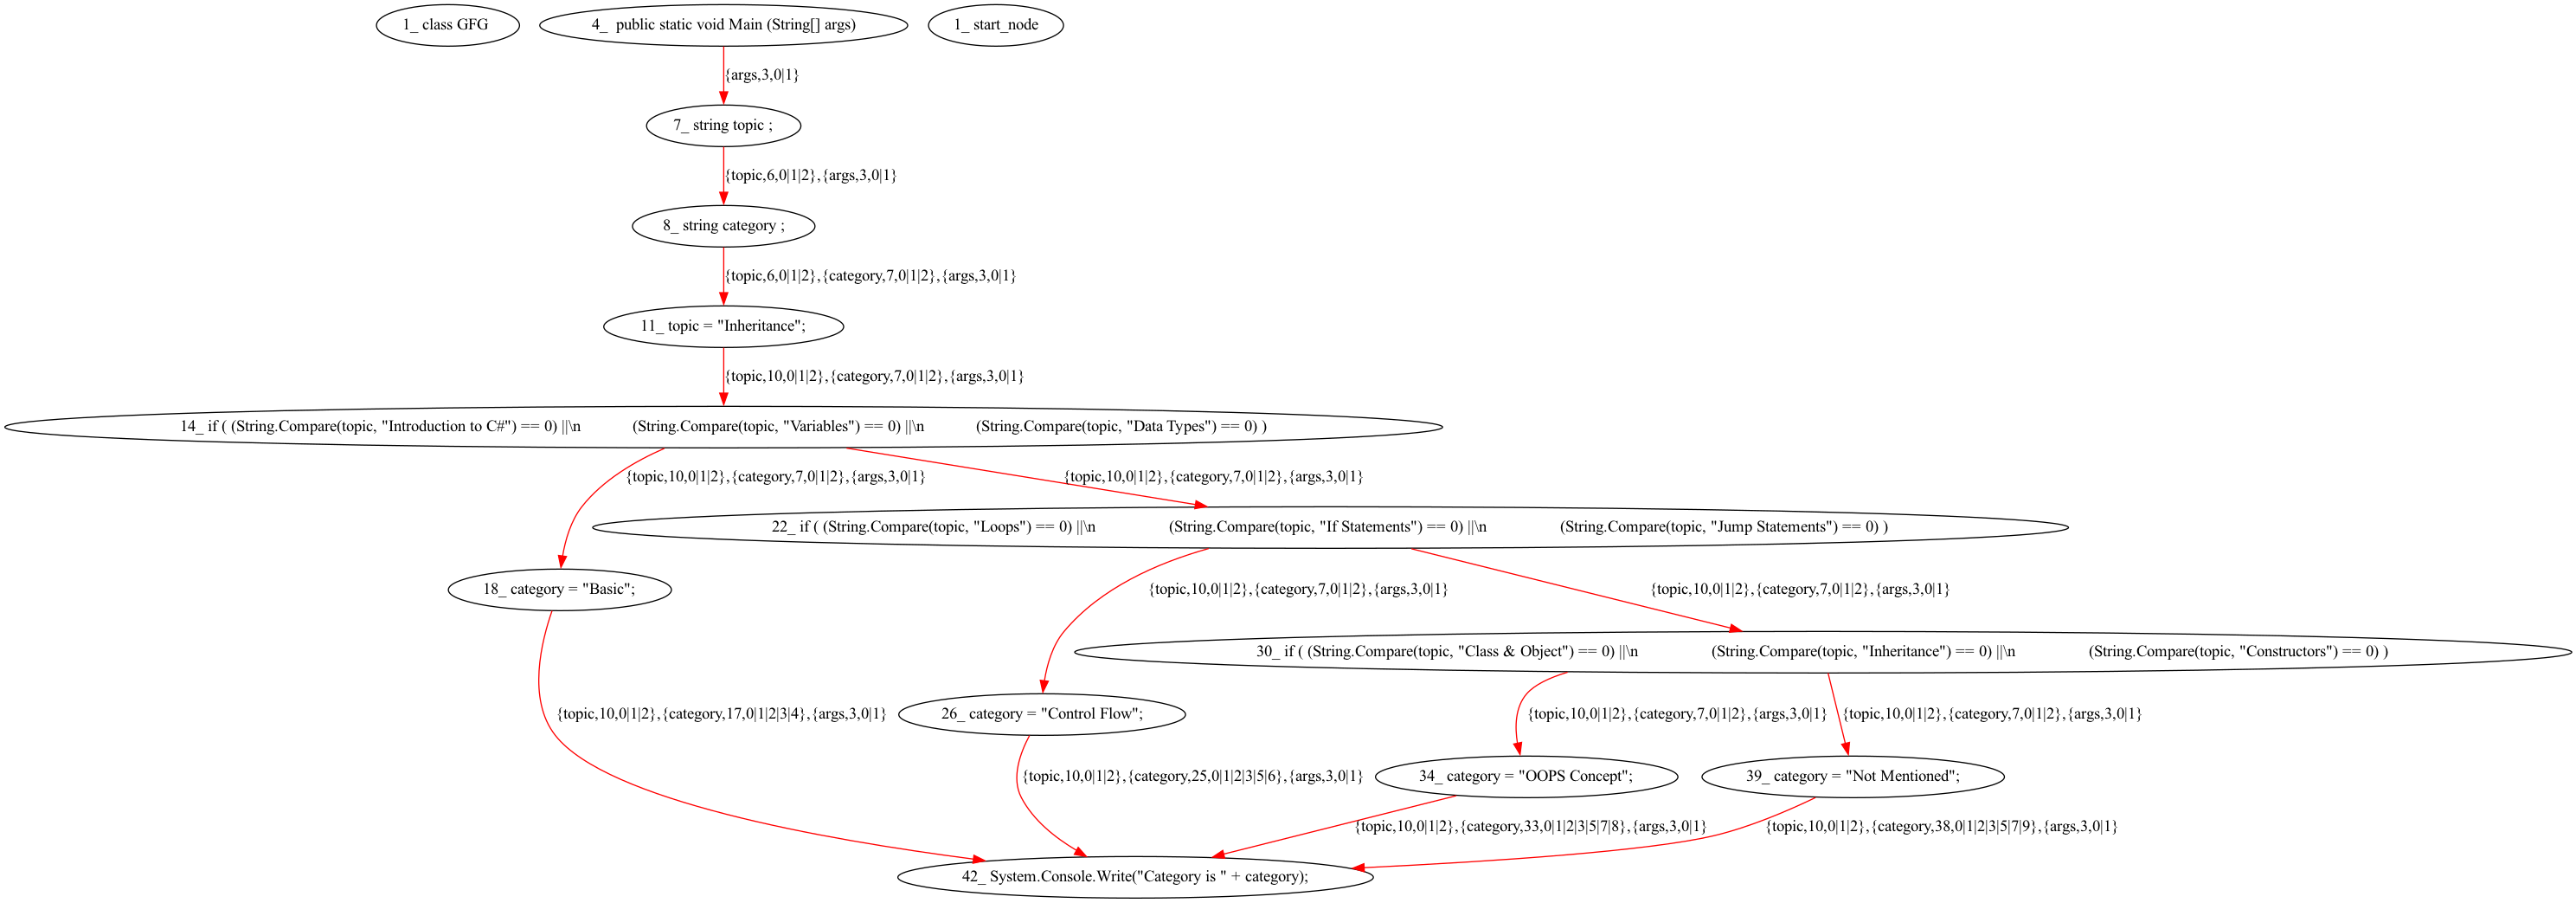 1_ class GFG
4_  public static void Main (String[] args)
1_ start_node
{args,3,0|1}
7_ string topic ;
{topic,6,0|1|2},{args,3,0|1}
8_ string category ;
{topic,6,0|1|2},{category,7,0|1|2},{args,3,0|1}
11_ topic = "Inheritance";
{topic,10,0|1|2},{category,7,0|1|2},{args,3,0|1}
14_ if ( (String.Compare(topic, "Introduction to C#") == 0) ||\n (String.Compare(topic, "Variables") == 0) ||\n (String.Compare(topic, "Data Types") == 0) )
{topic,10,0|1|2},{category,7,0|1|2},{args,3,0|1}
{topic,10,0|1|2},{category,7,0|1|2},{args,3,0|1}
22_ if ( (String.Compare(topic, "Loops") == 0) ||\n (String.Compare(topic, "If Statements") == 0) ||\n (String.Compare(topic, "Jump Statements") == 0) )
18_ category = "Basic";
{topic,10,0|1|2},{category,7,0|1|2},{args,3,0|1}
{topic,10,0|1|2},{category,7,0|1|2},{args,3,0|1}
30_ if ( (String.Compare(topic, "Class & Object") == 0) ||\n (String.Compare(topic, "Inheritance") == 0) ||\n (String.Compare(topic, "Constructors") == 0) )
{topic,10,0|1|2},{category,17,0|1|2|3|4},{args,3,0|1}
26_ category = "Control Flow";
{topic,10,0|1|2},{category,7,0|1|2},{args,3,0|1}
{topic,10,0|1|2},{category,7,0|1|2},{args,3,0|1}
{topic,10,0|1|2},{category,25,0|1|2|3|5|6},{args,3,0|1}
34_ category = "OOPS Concept";
39_ category = "Not Mentioned";
{topic,10,0|1|2},{category,33,0|1|2|3|5|7|8},{args,3,0|1}
{topic,10,0|1|2},{category,38,0|1|2|3|5|7|9},{args,3,0|1}
42_ System.Console.Write("Category is " + category);